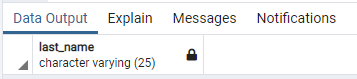 Data Output Explain Messages Notifications
last_name
character varying (25)